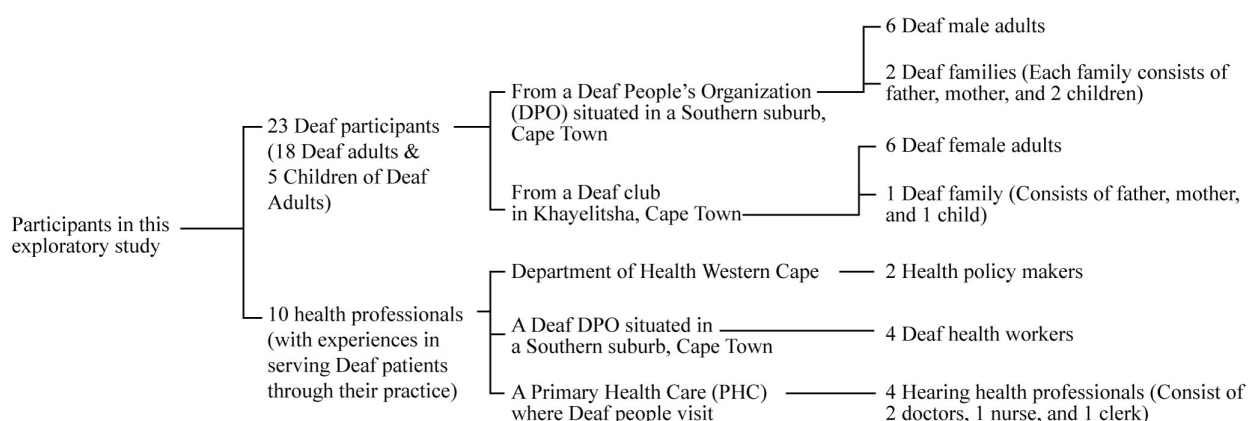 Participants in this
exploratory study
23 Deaf participants
(18 Deaf adults &
5 Children of Deaf
Adults)
From a Deaf People’s Organization
(DPO) situated in a Southern suburb,
Cape Town
6 Deaf male adults
2 Deaf families (Each family consists of
father, mother, and 2 children)
From a Deaf club
in Khayelitsha, Cape Town
6 Deaf female adults
1 Deaf family (Consists of father, mother,
and 1 child)
10 health professionals
(with experiences in
serving Deaf patients
through their practice)
Department of Health Western Cape
2 Health policy makers
A Deaf DPO situated in
a Southern suburb, Cape Town
4 Deaf health workers
A Primary Health Care (PHC)
where Deaf people visit
4 Hearing health professionals (Consist of
2 doctors, 1 nurse, and 1 clerk)